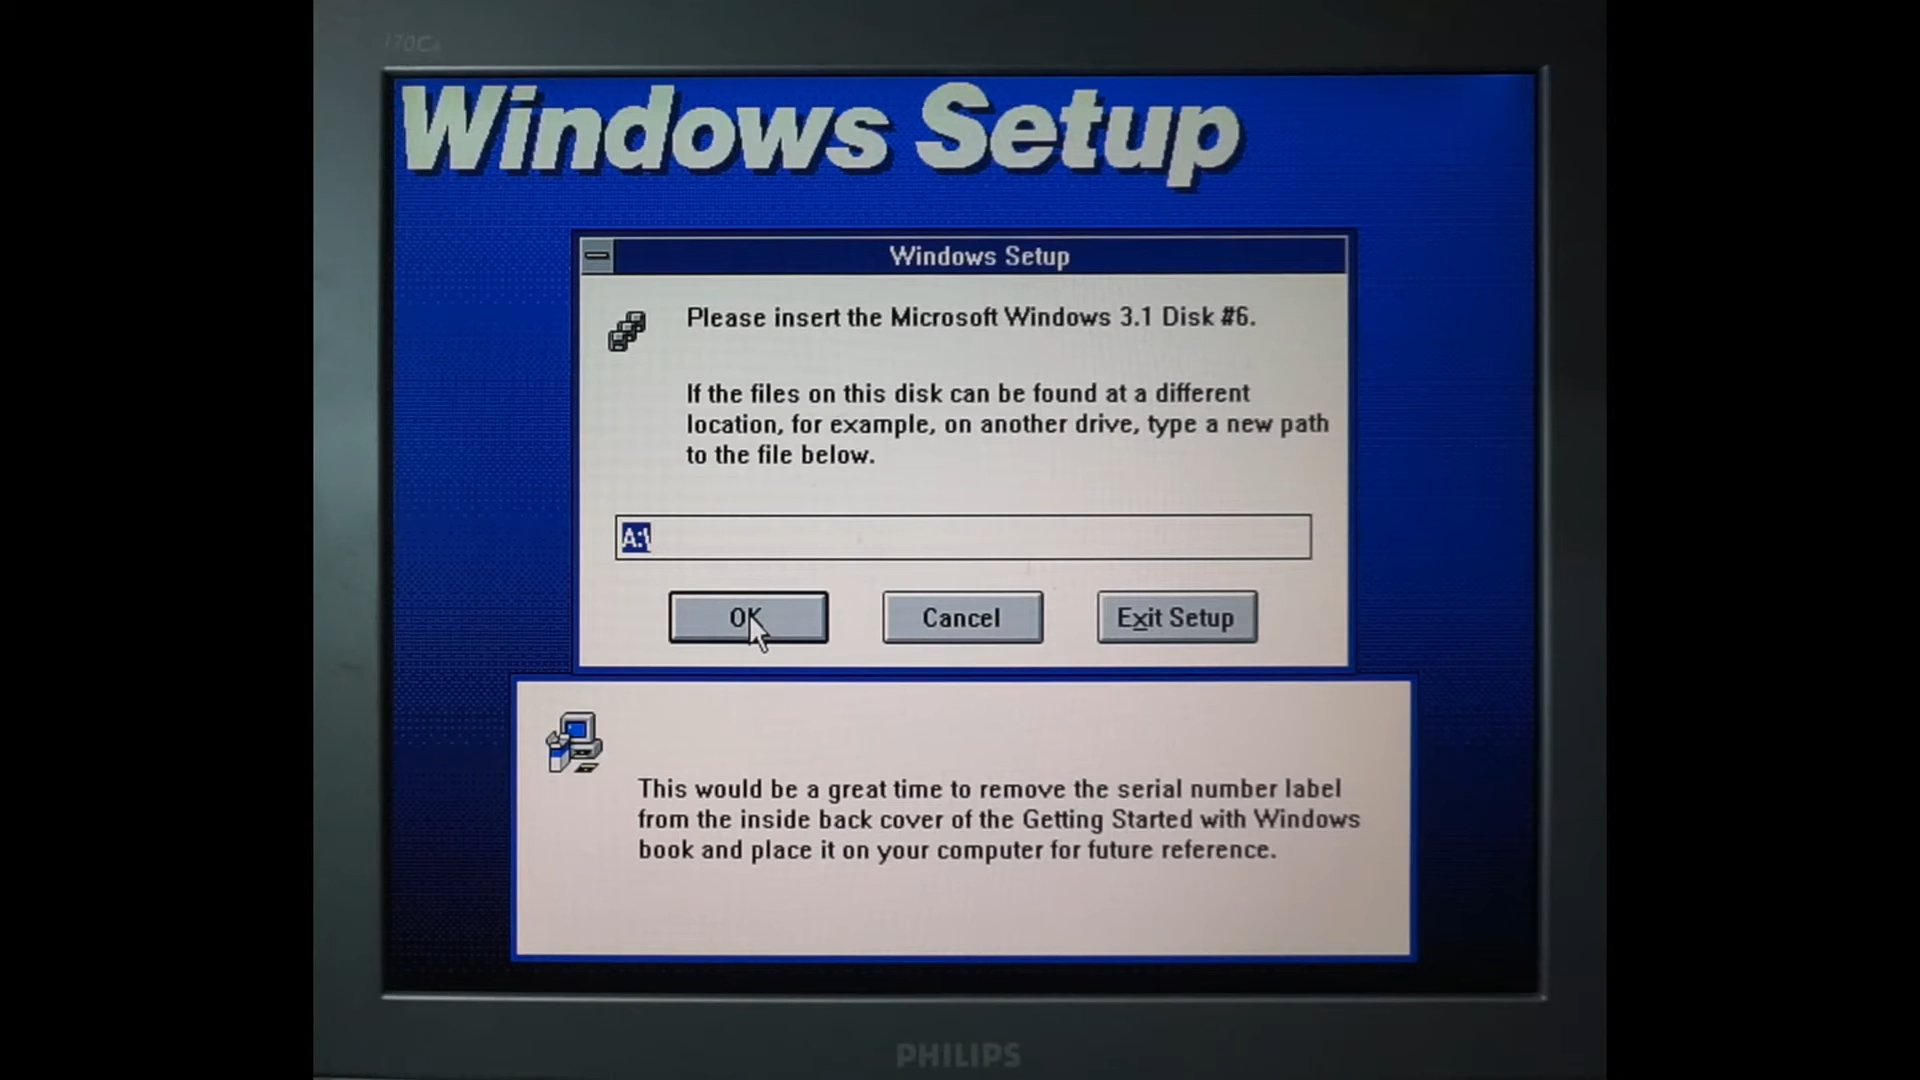 170C
Windows Setup
Windows Setup
Please insert the Microsoft Windows 3.1 Disk #6.
If the files on this disk can be found at a different
location, for example, on another drive, type a new path
to the file below.
A:\
OK Cancel Exit Setup
This would be a great time to remove the serial number label
from the inside back cover of the Getting Started with Windows
book and place it on your computer for future reference.
PHILIPS